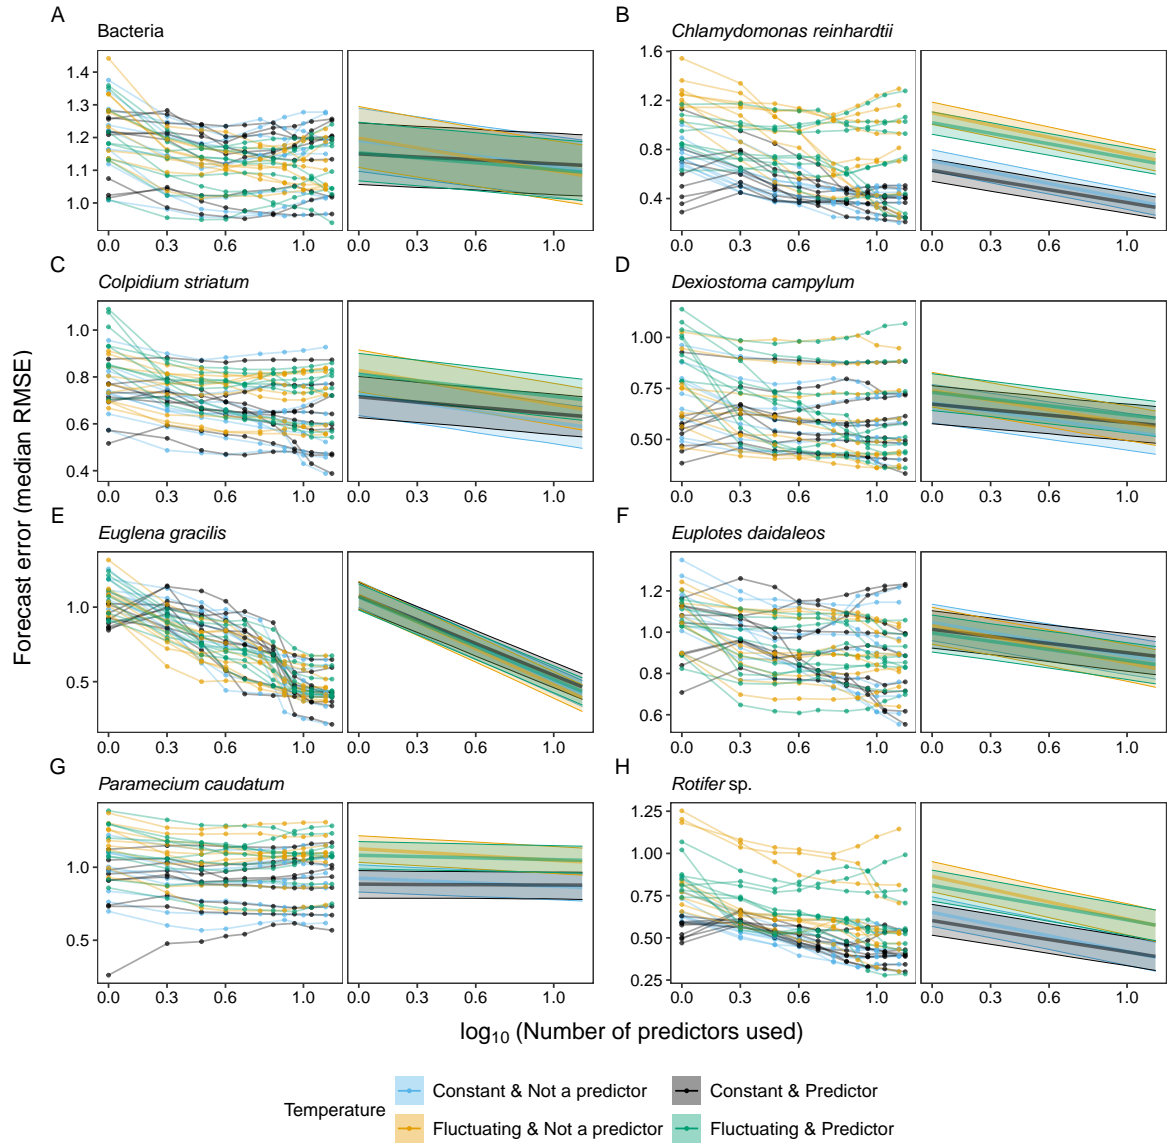 A
Bacteria
1.4
1.3
1.2
1.1
1.0
0.0 0.3 0.6 1.0
0.0 0.3 0.6 1.0
B
Chlamydomonas reinhardtii
1.6
1.2
0.8
0.4
0.0 0.3 0.6 1.0
0.0 0.3 0.6 1.0
C
Colpidium striatum
1.0
0.8
0.6
0.4
0.0 0.3 0.6 1.0
0.0 0.3 0.6 1.0
D
Dexiostoma campylum
1.00
0.75
0.50
0.0 0.3 0.6 1.0
0.0 0.3 0.6 1.0
Forecast error (median RMSE)
E
Euglena gracilis
1.0
0.5
0.0 0.3 0.6 1.0
0.0 0.3 0.6 1.0
F
Euplotes daidaleos
1.2
1.0
0.8
0.6
0.0 0.3 0.6 1.0
0.0 0.3 0.6 1.0
G
Paramecium caudatum
1.0
0.5
0.0 0.3 0.6 1.0
0.0 0.3 0.6 1.0
H
Rotifer sp.
1.25
1.00
0.75
0.50
0.25
0.0 0.3 0.6 1.0
0.0 0.3 0.6 1.0
log10 (Number of predictors used)
Temperature
Constant & Not a predictor
Constant & Predictor
Fluctuating & Not a predictor
Fluctuating & Predictor